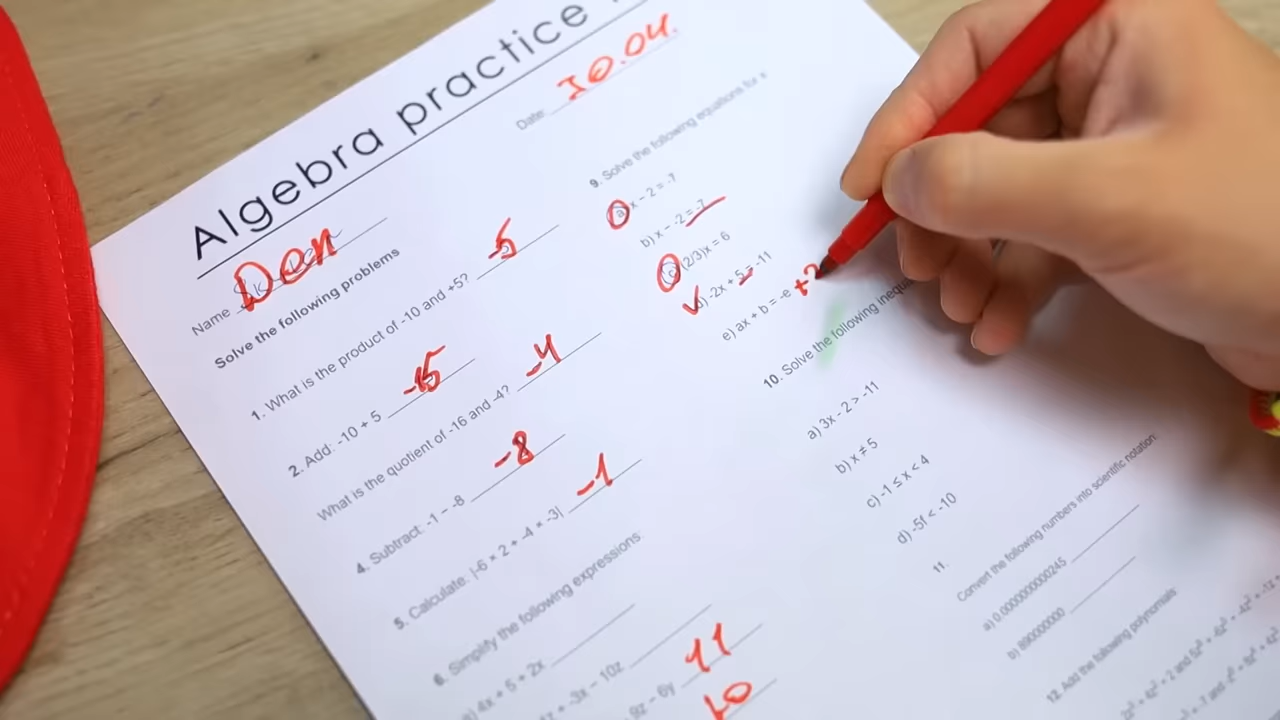 Algebra practice
Date: 10.04.
Name Den
Solve the following problems
1. What is the product of -10 and +5? -5
2. Add: -10 + 5 -15
What is the quotient of -16 and -4? -4
4. Subtract: -1 - -8 -8
5. Calculate: |-6 × 2 + -4 × -3| -1
6. Simplify the following expressions:
a) 4x + 5 + 2x
+ -3x - 10z
9z - 6y 11
10
9. Solve the following equations for x
a) x - 2 = -7
b) x - -2 = -7
c) (2/3)x = 6
d) -2x + 5 = -11
e) ax + b = -e +2
10. Solve the following
a) 3x - 2 > -11
b) x ≠ 5
c) -1 ≤ x < 4
d) -5f < -10
11.
Convert the following numbers into scientific notation:
a) 0.0000000000245
b) 890000000
12. Add the following polynomials: